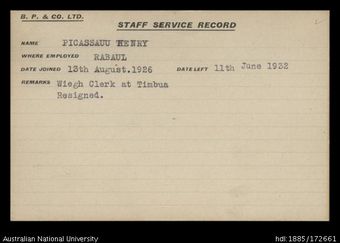 B. P. & CO. LTD.
STAFF SERVICE RECORD
NAME PICASSAUU HENRY
WHERE EMPLOYED RABAUL
DATE JOINED 13th August.1926 DATE LEFT 11th June 1932
REMARKS Wiegh Clerk at Timbua
Resigned.
Australian National University
hdl:1885/172661